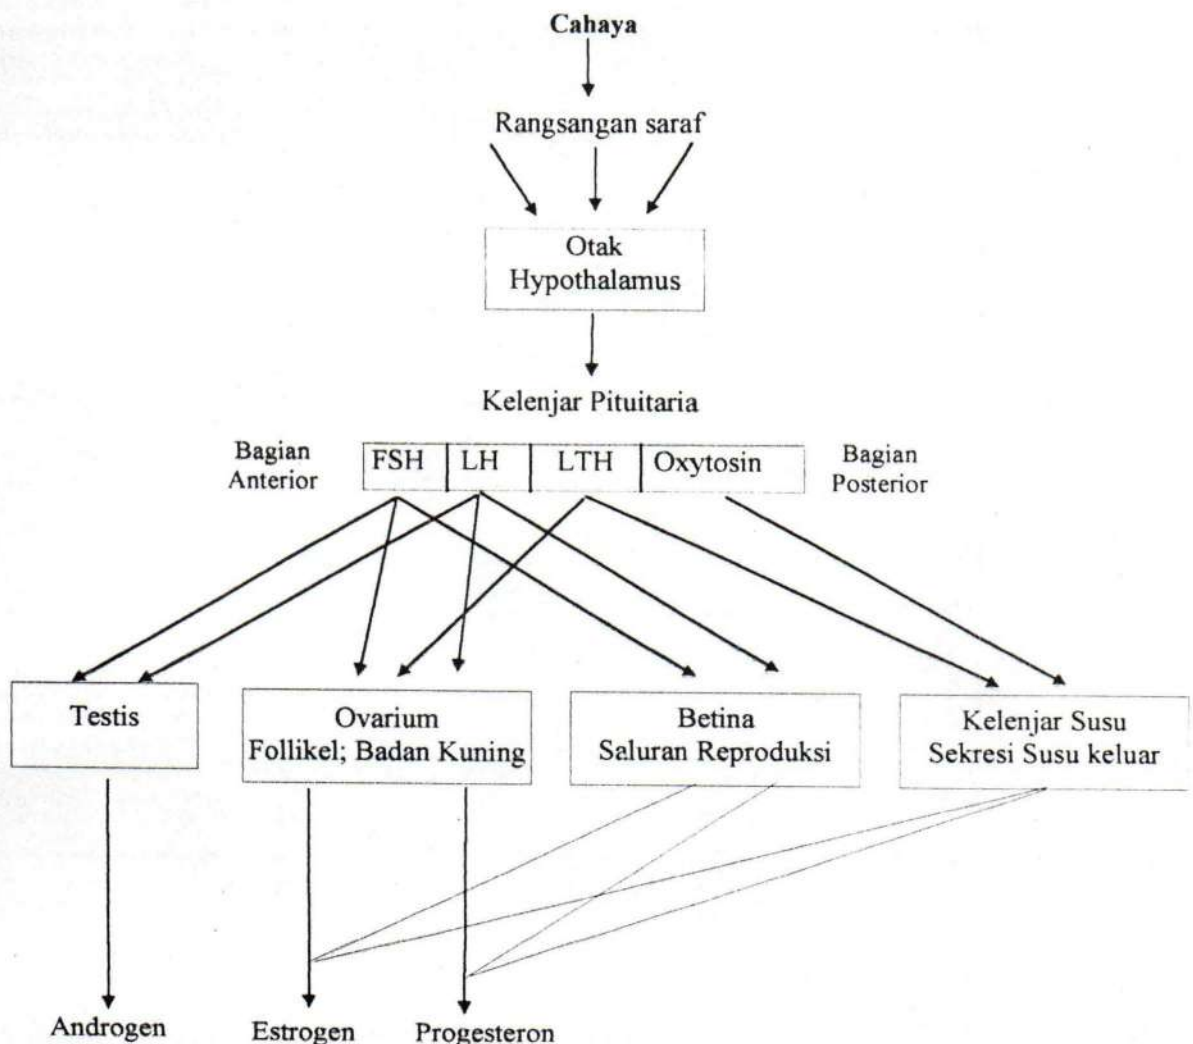 Cahaya
Rangsangan saraf
Otak
Hypothalamus
Kelenjar Pituitaria
Bagian
Anterior
FSH
LH
LTH
Oxytosin
Bagian
Posterior
Testis
Ovarium
Follikel; Badan Kuning
Betina
Saluran Reproduksi
Kelenjar Susu
Sekresi Susu keluar
Androgen
Estrogen
Progesteron